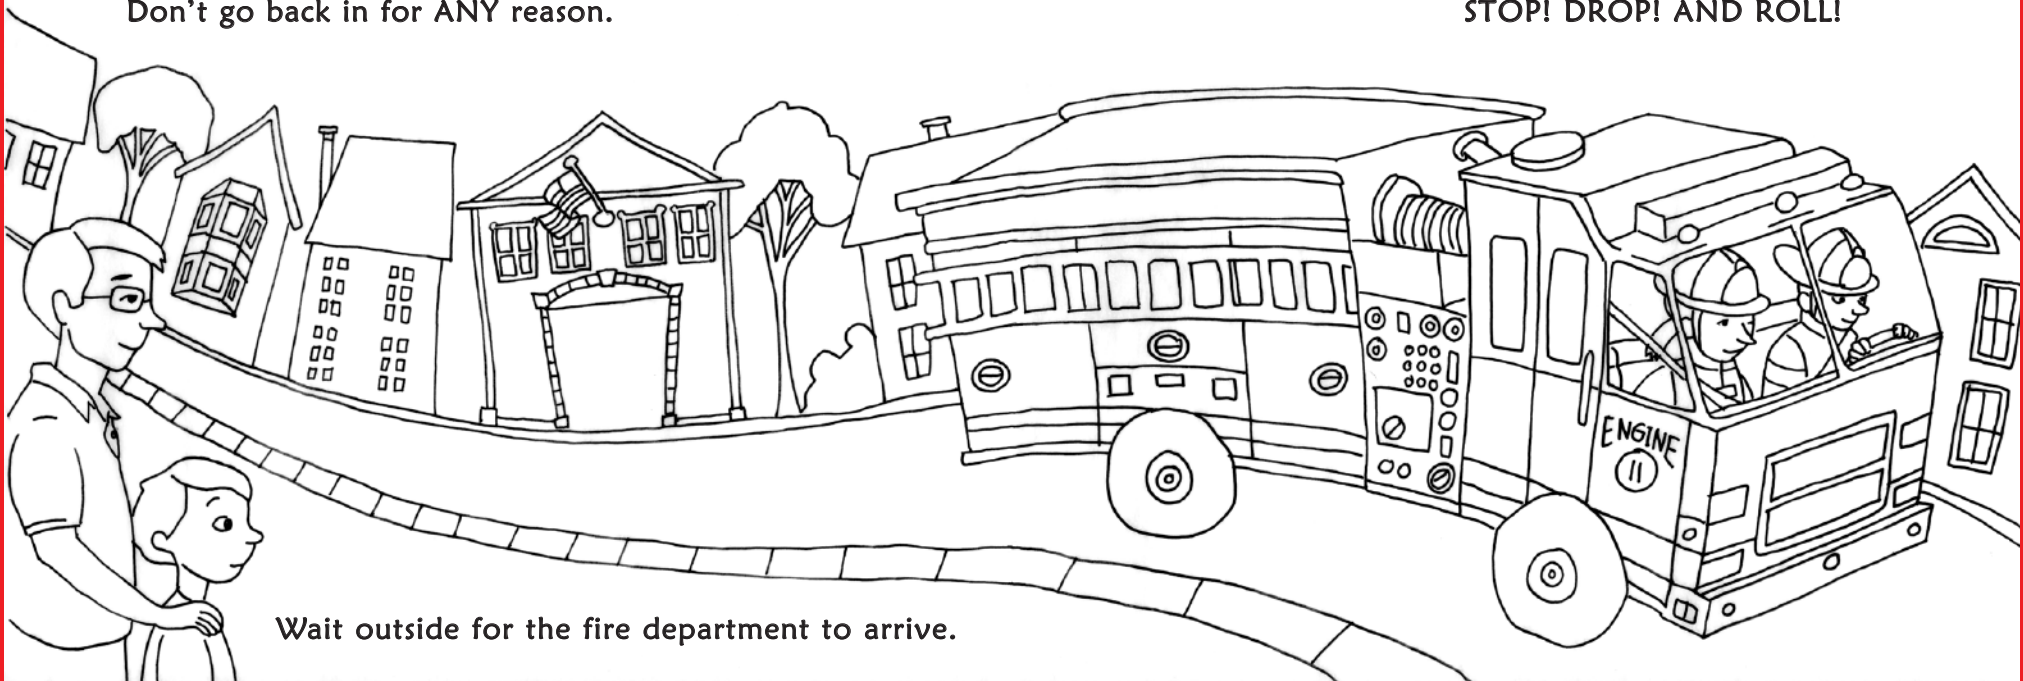 Don't go back in for ANY reason.
STOP! DROP! AND ROLL!
ENGINE
11
Wait outside for the fire department to arrive.